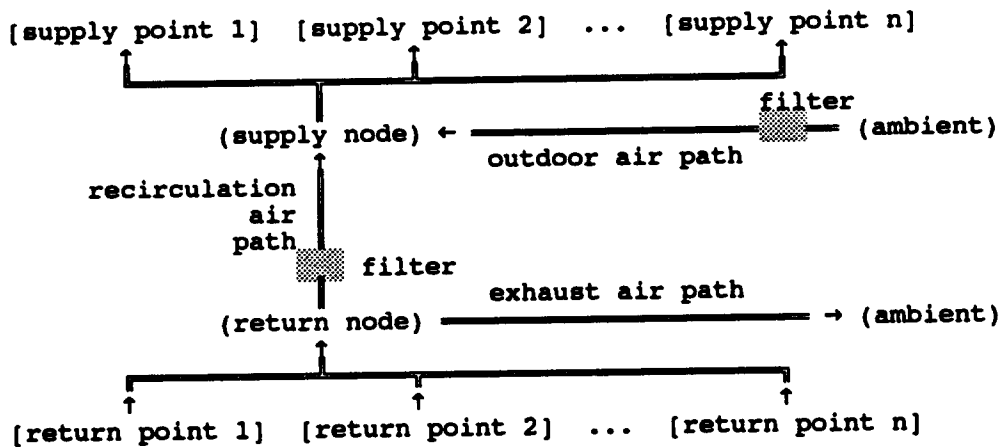 [supply point 1] [supply point 2] ... [supply point n]
filter
(supply node) ← (ambient)
outdoor air path
recirculation
air
path
filter
exhaust air path
(return node) → (ambient)
[return point 1] [return point 2] ... [return point n]